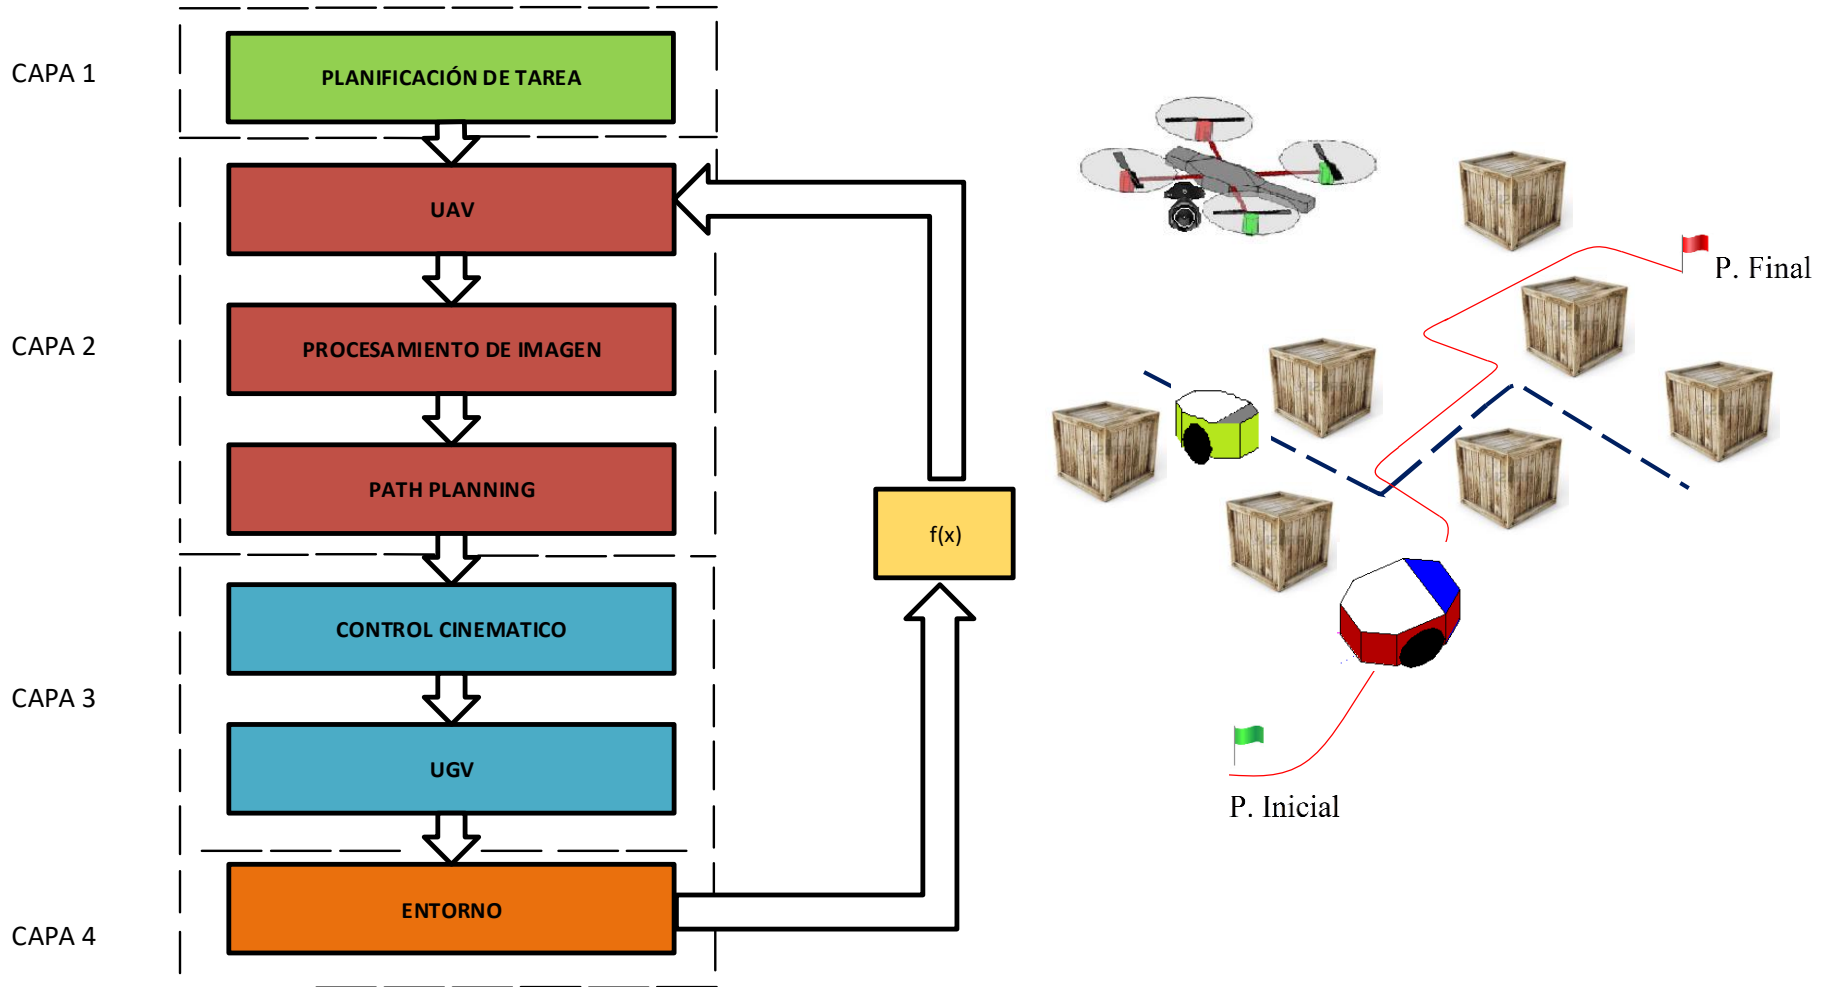 CAPA 1
PLANIFICACIÓN DE TAREA
UAV
CAPA 2
PROCESAMIENTO DE IMAGEN
PATH PLANNING
f(x)
CONTROL CINEMATICO
CAPA 3
UGV
ENTORNO
CAPA 4
P. Final
P. Inicial